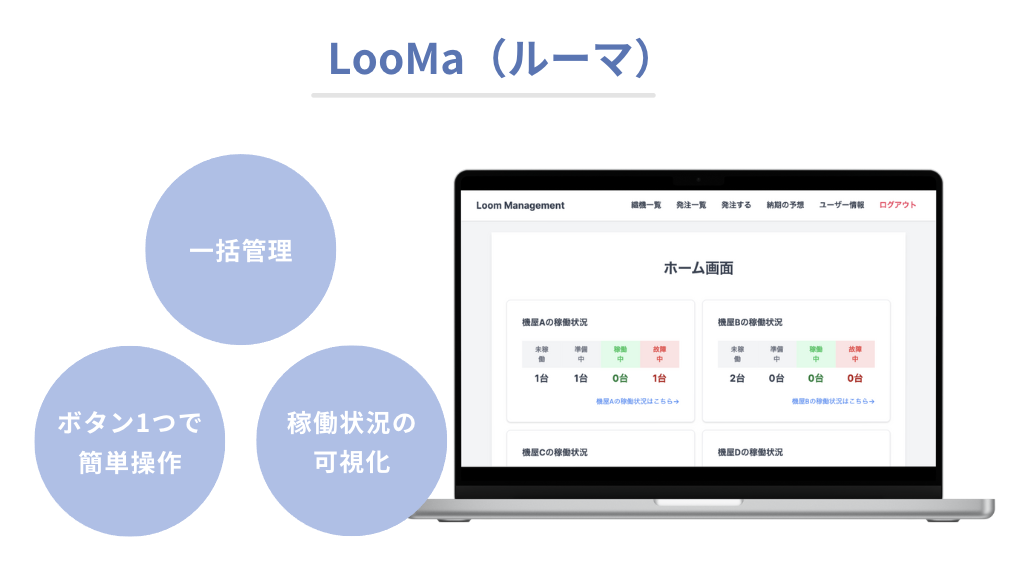 LooMa（ルーマ）
一括管理
ボタン1つで
簡単操作
稼働状況の
可視化
Loom Management 織機一覧 発注一覧 発注する 納期の予想 ユーザー情報 ログアウト
ホーム画面
機屋Aの稼働状況
未稼働 準備中 稼働中 故障中
1台 1台 0台 1台
機屋Aの稼働状況はこちら→
機屋Bの稼働状況
未稼働 準備中 稼働中 故障中
2台 0台 0台 0台
機屋Bの稼働状況はこちら→
機屋Cの稼働状況
機屋Dの稼働状況